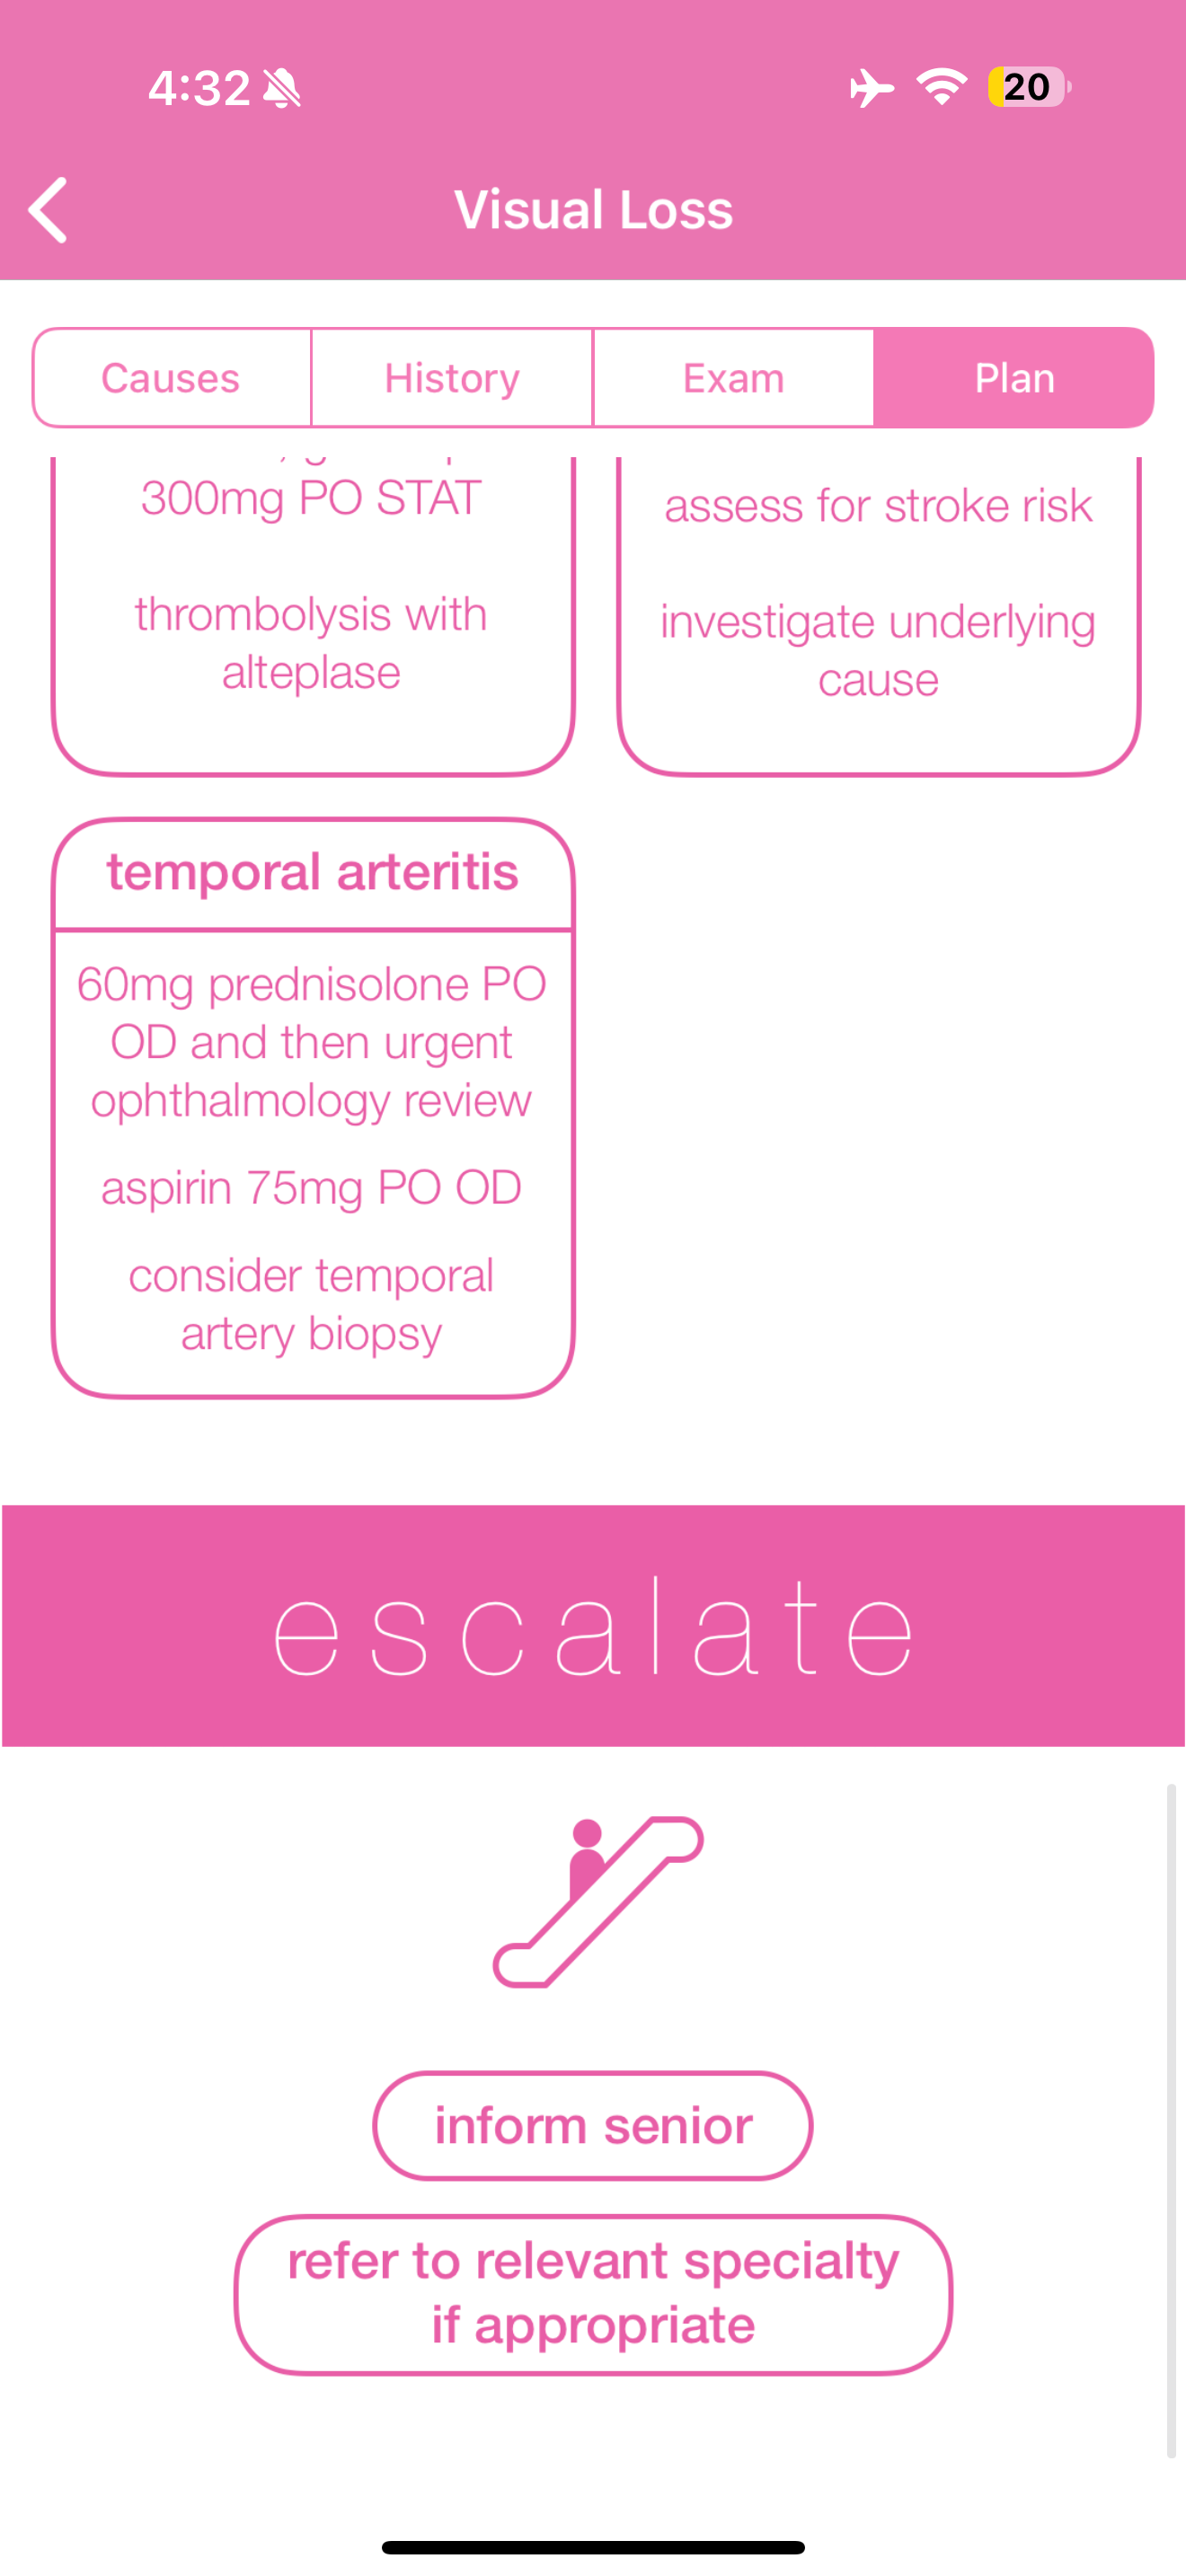 4:32
20
Visual Loss
Causes
History
Exam
Plan
300mg PO STAT
thrombolysis with
alteplase
assess for stroke risk
investigate underlying
cause
temporal arteritis
60mg prednisolone PO
OD and then urgent
ophthalmology review
aspirin 75mg PO OD
consider temporal
artery biopsy
escalate
inform senior
refer to relevant specialty
if appropriate